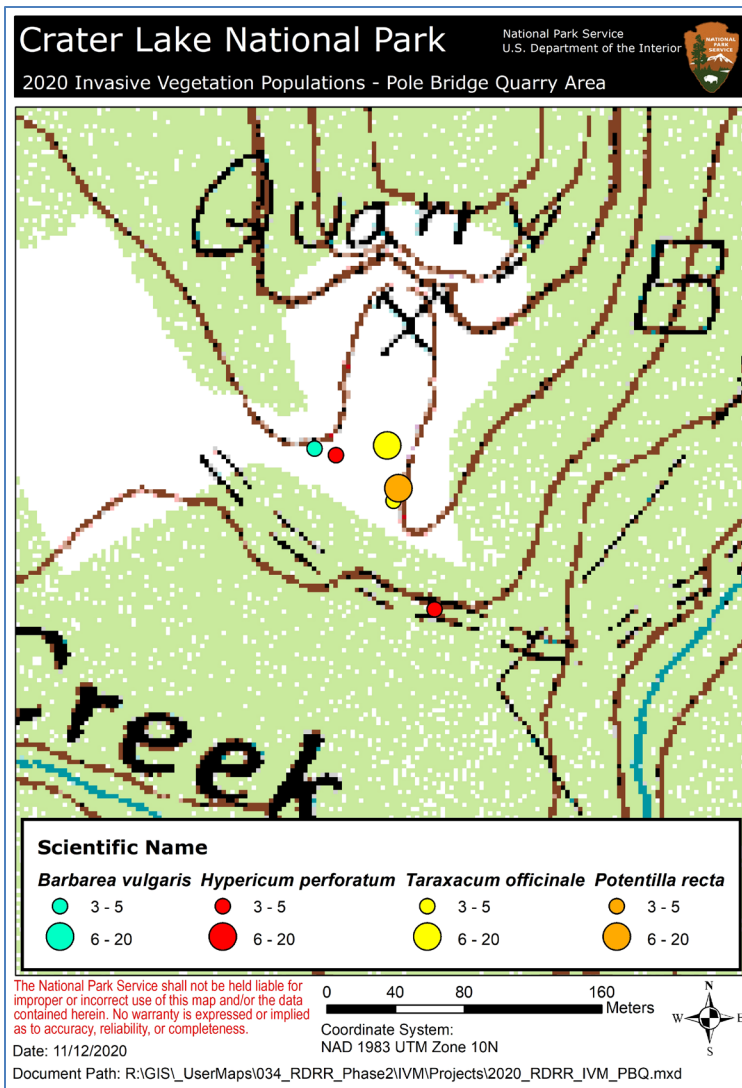 Crater Lake National Park
National Park Service
U.S. Department of the Interior
NATIONAL
PARK
SERVICE
2020 Invasive Vegetation Populations - Pole Bridge Quarry Area
Quarry
X
B
Creek
Scientific Name
Barbarea vulgaris Hypericum perforatum Taraxacum officinale Potentilla recta
3 - 5 3 - 5 3 - 5 3 - 5
6 - 20 6 - 20 6 - 20 6 - 20
The National Park Service shall not be held liable for
improper or incorrect use of this map and/or the data
contained herein. No warranty is expressed or implied
as to accuracy, reliability, or completeness.
0 40 80 160
Meters
Coordinate System:
NAD 1983 UTM Zone 10N
N
W E
S
Date: 11/12/2020
Document Path: R:\GIS\_UserMaps\034_RDRR_Phase2\IVM\Projects\2020_RDRR_IVM_PBQ.mxd